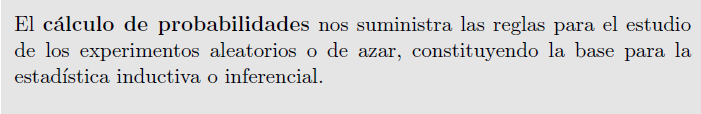 El cálculo de probabilidades nos suministra las reglas para el estudio
de los experimentos aleatorios o de azar, constituyendo la base para la
estadística inductiva o inferencial.